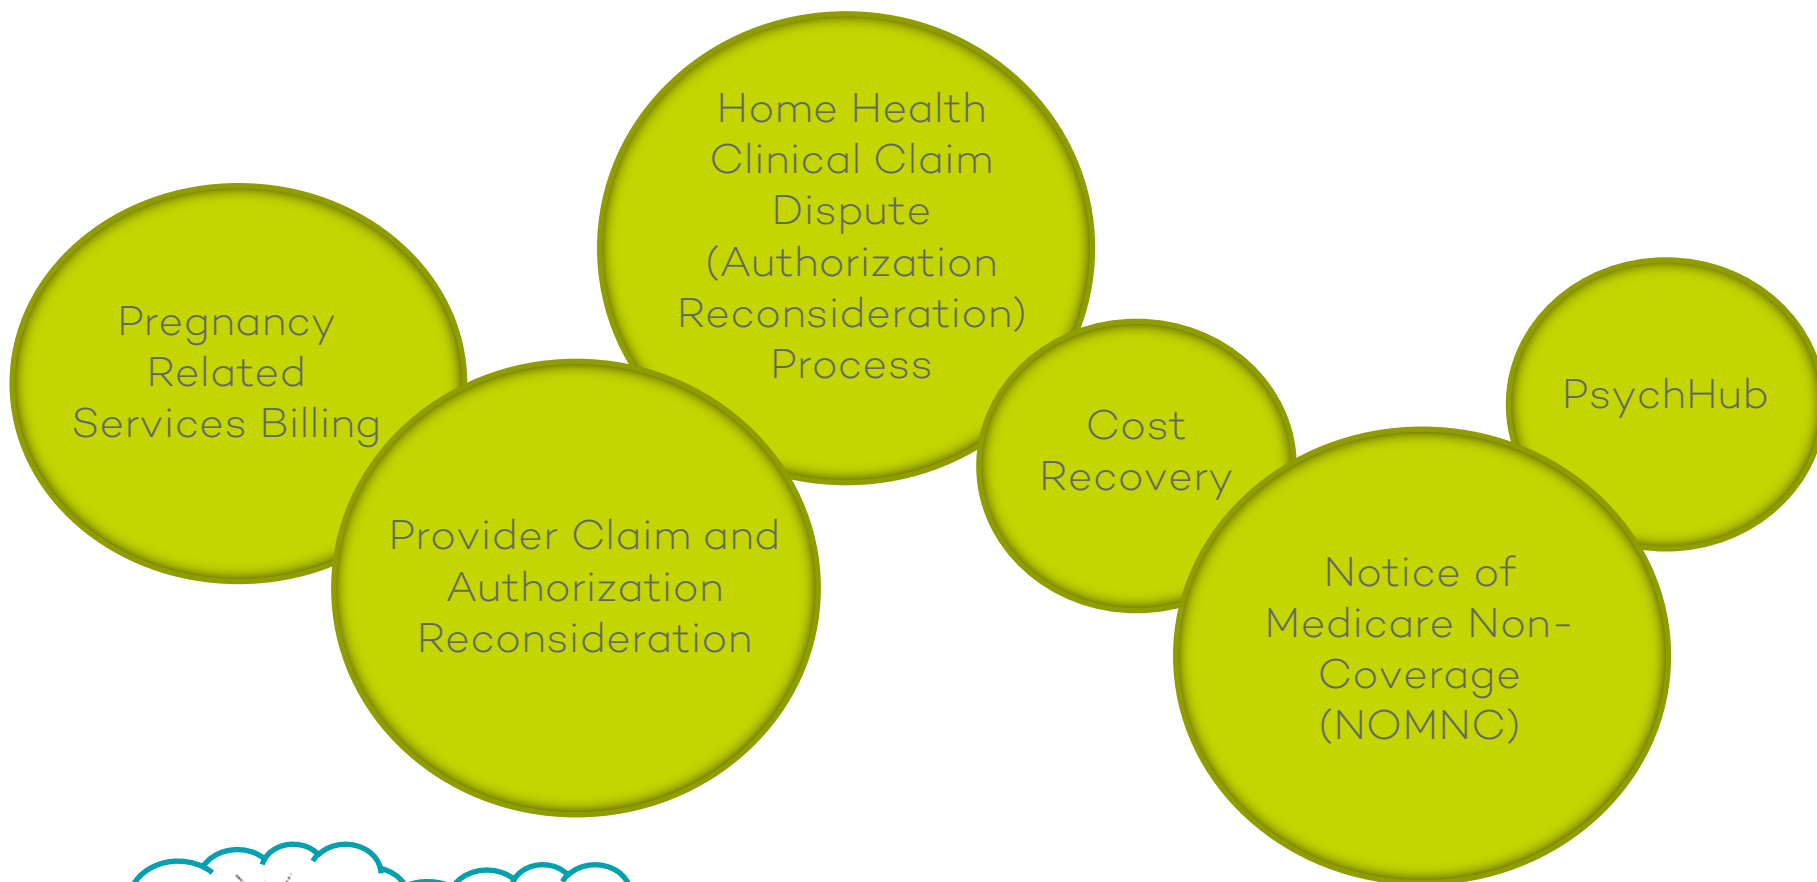 Pregnancy
Related
Services Billing
Provider Claim and
Authorization
Reconsideration
Home Health
Clinical Claim
Dispute
(Authorization
Reconsideration)
Process
Cost
Recovery
Notice of
Medicare Non-
Coverage
(NOMNC)
PsychHub